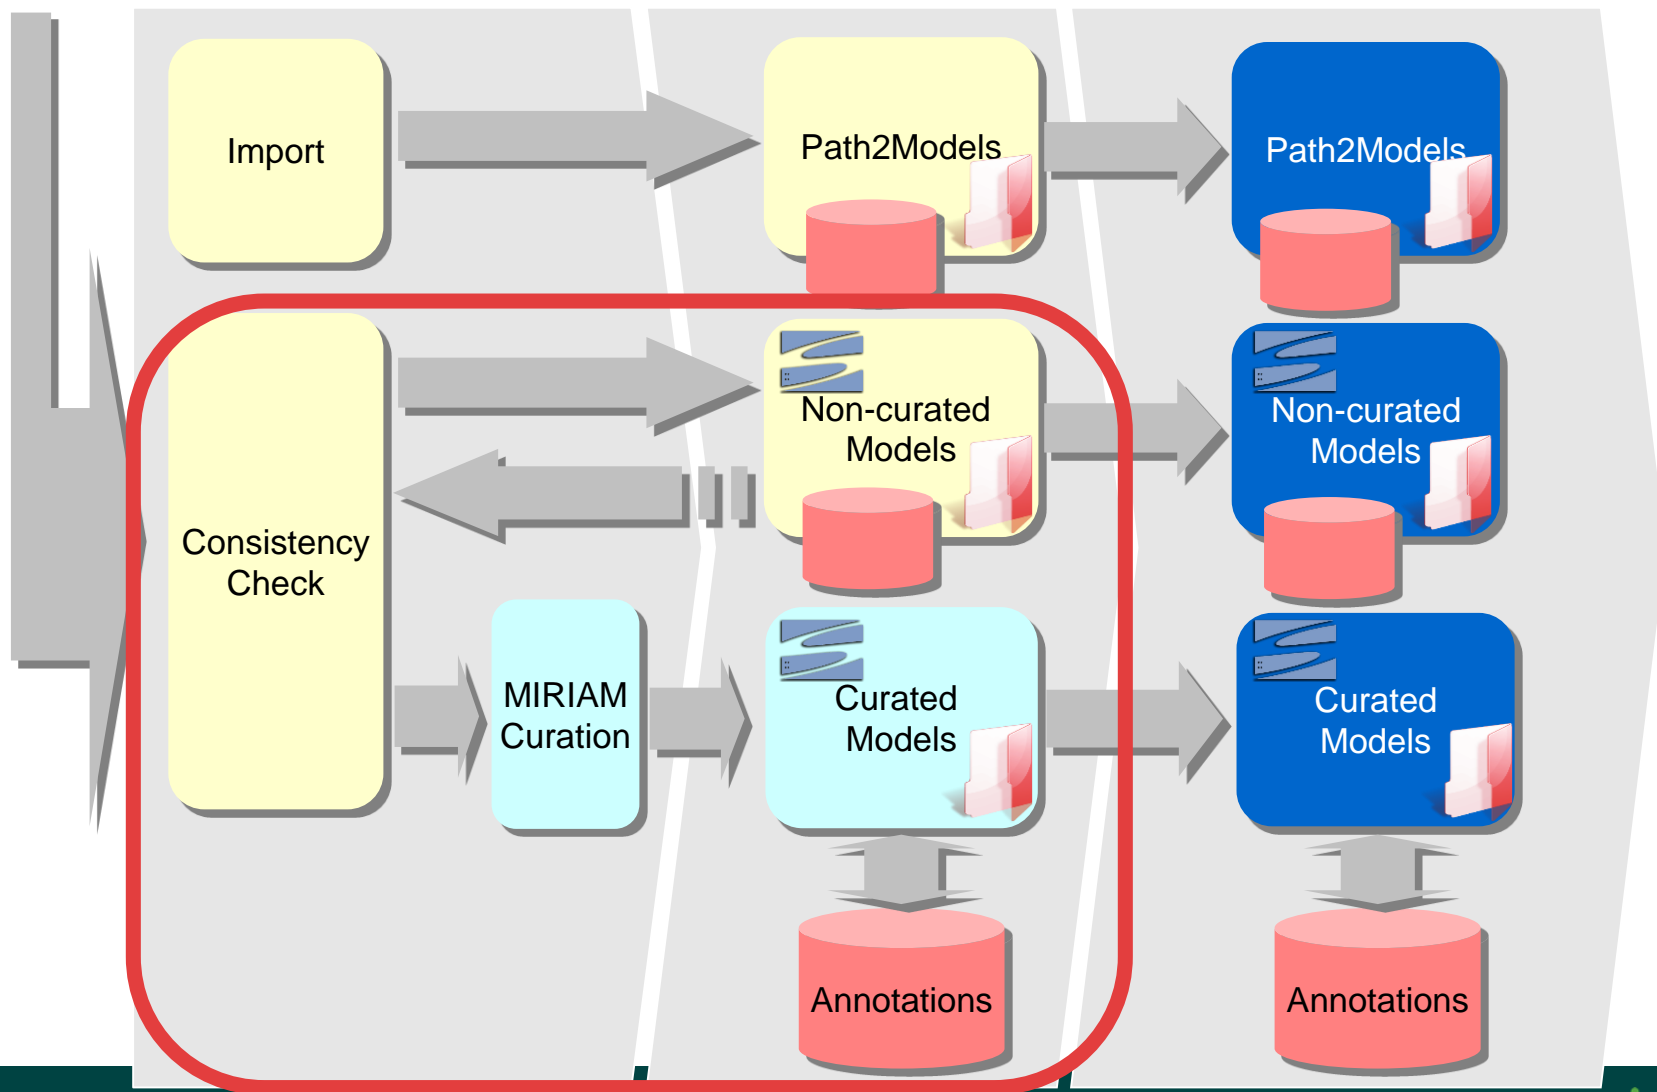 Import
Path2Models
Path2Models
Consistency
Check
Non-curated
Models
Non-curated
Models
MIRIAM
Curation
Curated
Models
Curated
Models
Annotations
Annotations